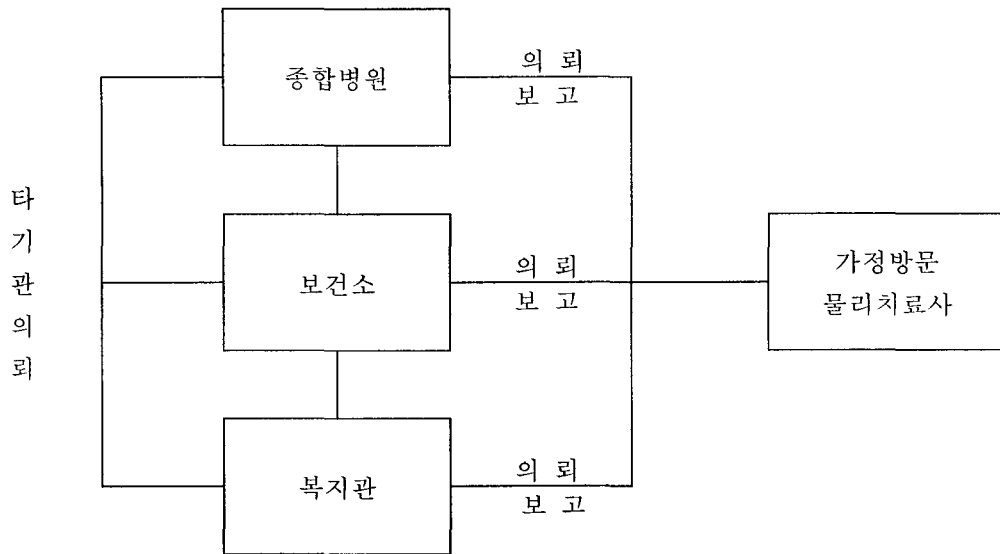 타기관의뢰
종합병원
의 뢰
보 고
보건소
의 뢰
보 고
가정방문
물리치료사
복지관
의 뢰
보 고